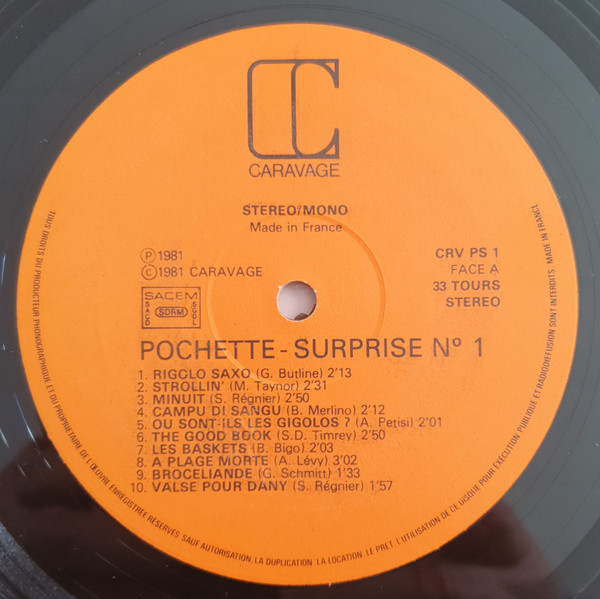 CARAVAGE
STEREO/MONO
Made in France
Ⓟ 1981
© 1981 CARAVAGE
SACEM
SACD
SDRM
SGDL
CRV PS 1
FACE A
33 TOURS
STEREO
POCHETTE - SURPRISE Nº 1
1. RIGOLO SAXO (G. Butline) 2'13
2. STROLLIN' (M. Taynor) 2'31
3. MINUIT (S. Régnier) 2'50
4. CAMPU DI SANGU (B. Merlino) 2'12
5. OU SONT-ILS LES GIGOLOS ? (A. Petisi) 2'01
6. THE GOOD BOOK (S.D. Timrey) 2'50
7. LES BASKETS (B. Bigo) 2'03
8. A PLAGE MORTE (A. Lévy) 3'02
9. BROCELIANDE (G. Schmitt) 1'33
10. VALSE POUR DANY (S. Régnier) 1'57
TOUS DROITS DU PRODUCTEUR PHONOGRAPHIQUE ET DU PROPRIETAIRE DE L'ŒUVRE ENREGISTREE RESERVES SAUF AUTORISATION. LA DUPLICATION. LA LOCATION. LE PRET. L'UTILISATION DE CE DISQUE POUR EXECUTION PUBLIQUE ET RADIODIFFUSION SONT INTERDITS. MADE IN FRANCE